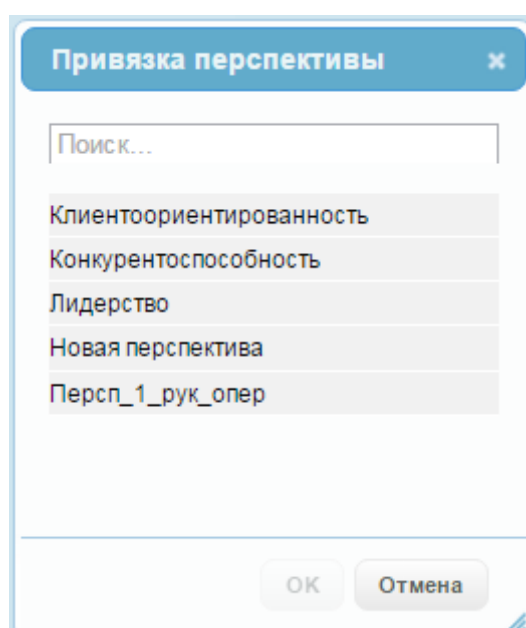 Привязка перспективы
Поиск...
Клиентоориентированность
Конкурентоспособность
Лидерство
Новая перспектива
Персп_1_рук_опер
ОК Отмена